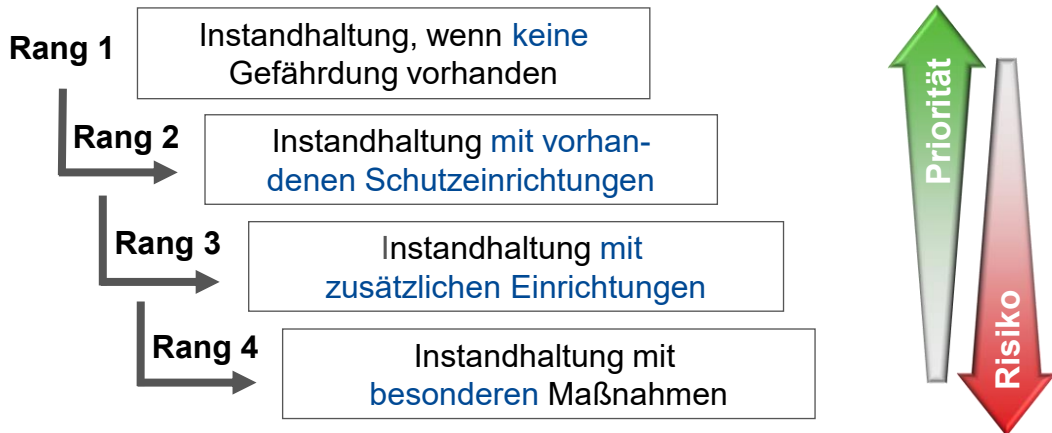 Rang 1
Instandhaltung, wenn keine
Gefährdung vorhanden
Rang 2
Instandhaltung mit vorhan-
denen Schutzeinrichtungen
Rang 3
Instandhaltung mit
zusätzlichen Einrichtungen
Rang 4
Instandhaltung mit
besonderen Maßnahmen
Priorität
Risiko